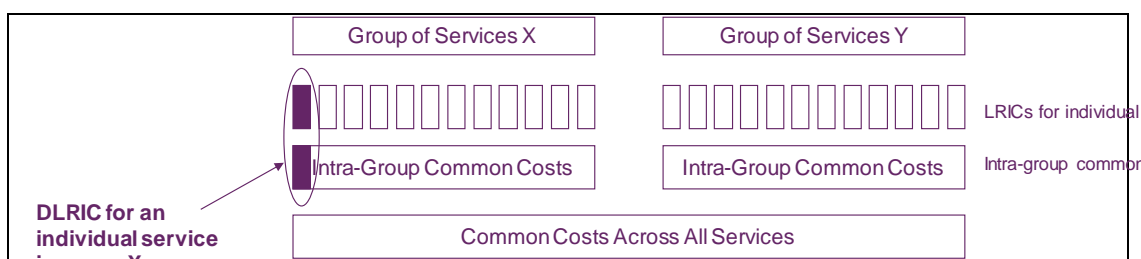 Group of Services X
Group of Services Y
LRICs for individual
Intra-Group Common Costs
Intra-Group Common Costs
Intra-group common
DLRIC for an
individual service
Common Costs Across All Services